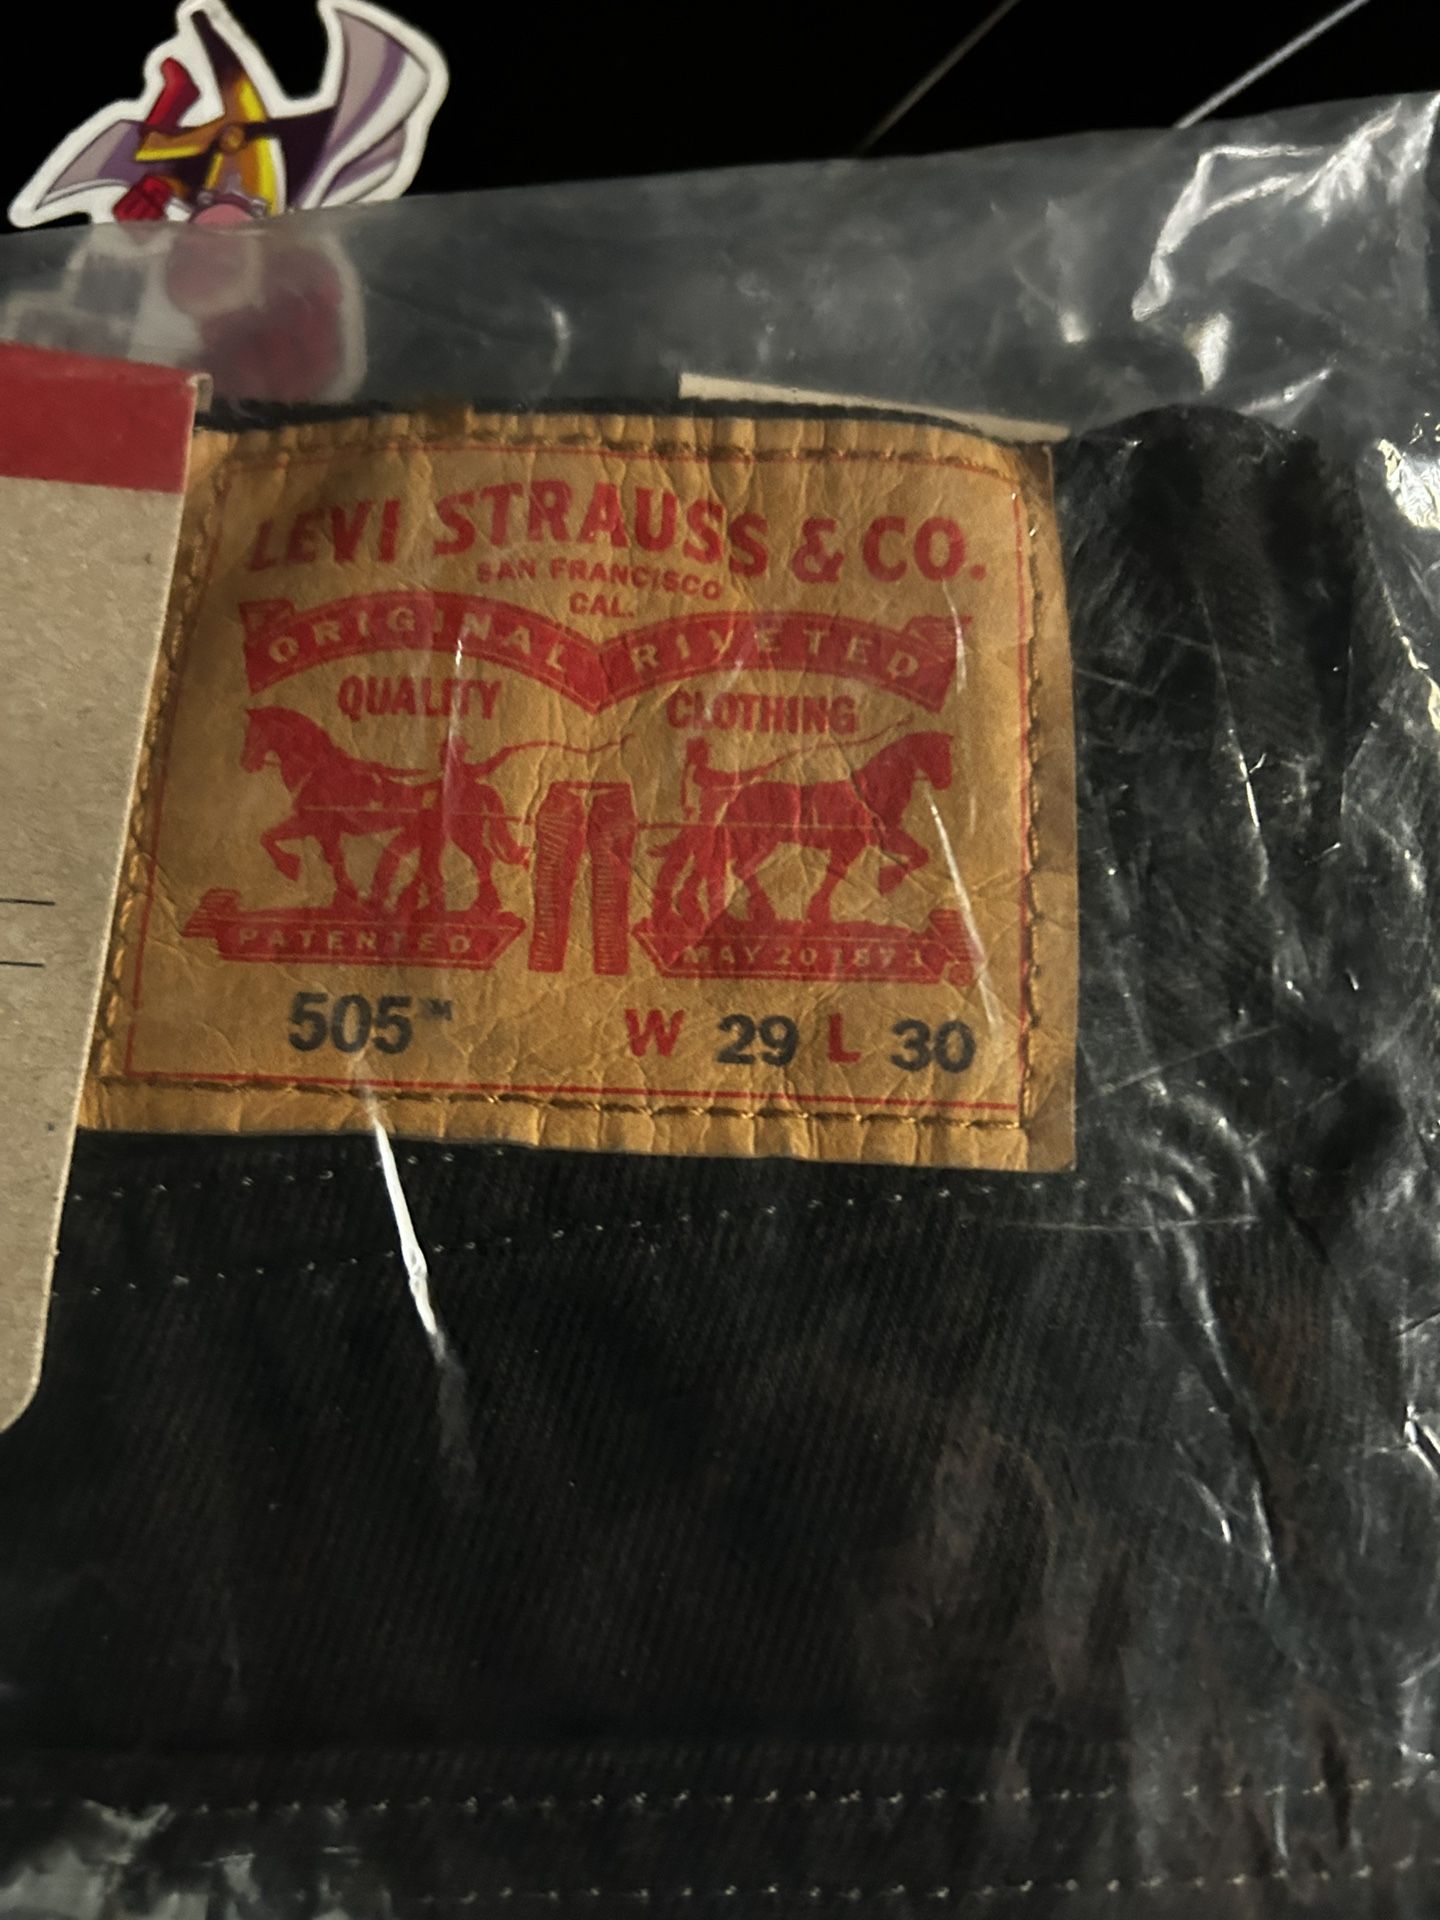 LEVI STRAUSS & CO.
SAN FRANCISCO
CAL.
ORIGINAL RIVETED
QUALITY CLOTHING
PATENTED MAY 20 1873
505™ W 29 L 30